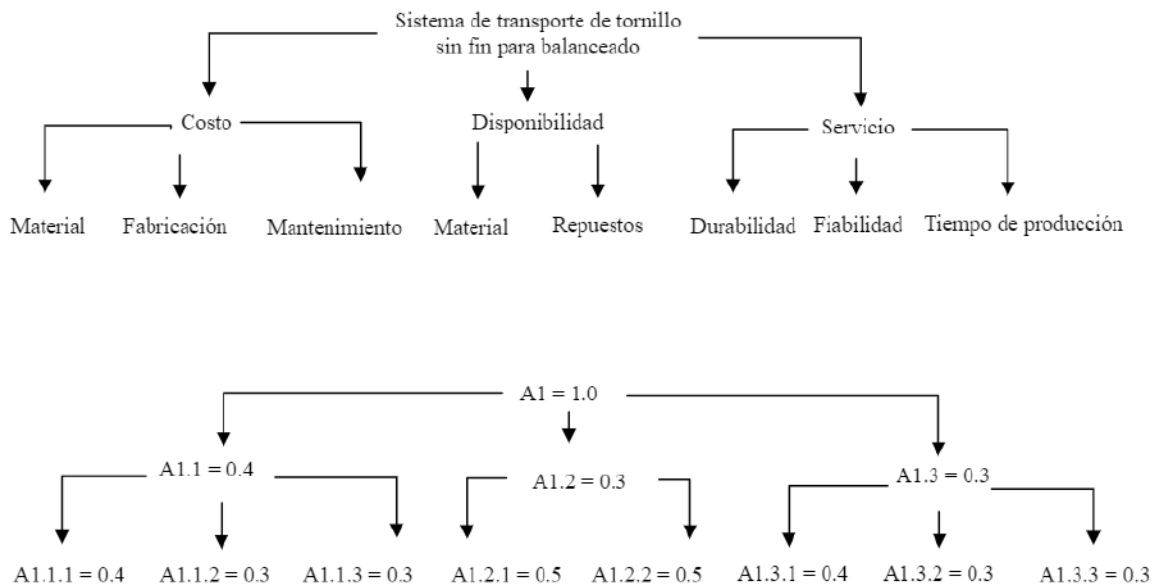 Sistema de transporte de tornillo
sin fin para balanceado
Costo
Disponibilidad
Servicio
Material
Fabricación
Mantenimiento
Material
Repuestos
Durabilidad
Fiabilidad
Tiempo de producción
A1 = 1.0
A1.1 = 0.4
A1.2 = 0.3
A1.3 = 0.3
A1.1.1 = 0.4
A1.1.2 = 0.3
A1.1.3 = 0.3
A1.2.1 = 0.5
A1.2.2 = 0.5
A1.3.1 = 0.4
A1.3.2 = 0.3
A1.3.3 = 0.3